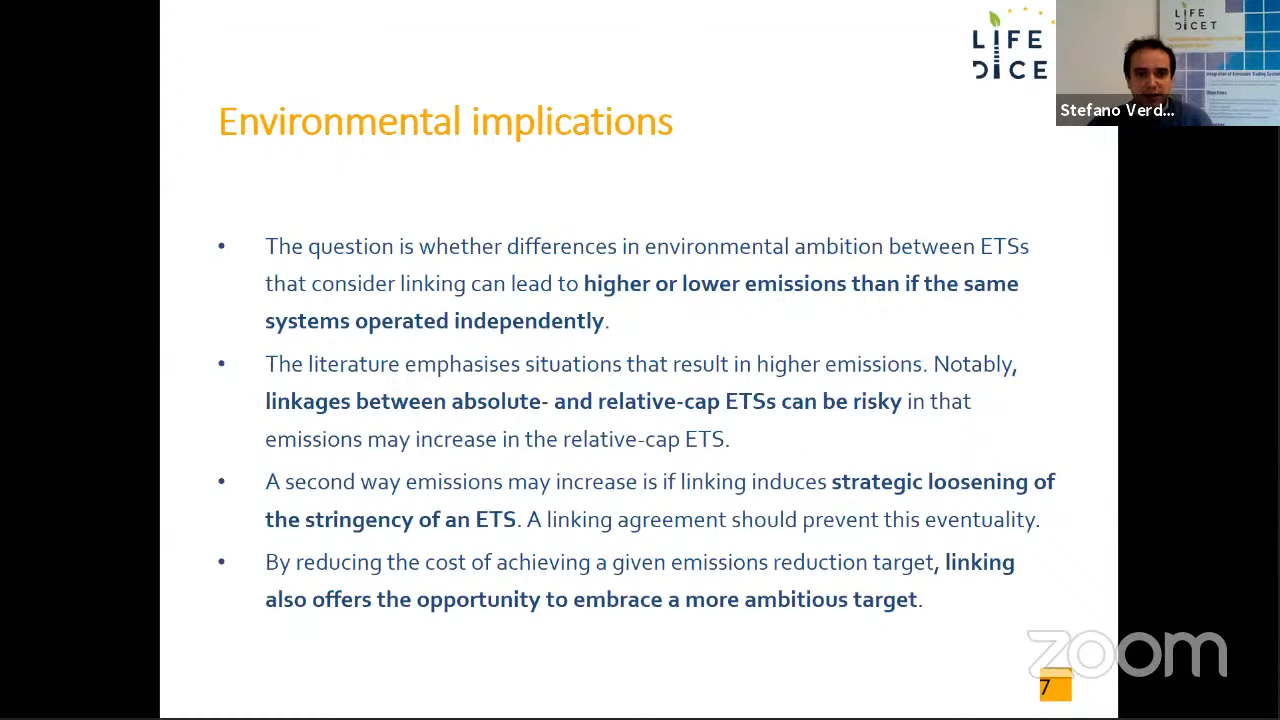 LIFE
DICE
LIFE
DICET
Stefano Verd...
Environmental implications
• The question is whether differences in environmental ambition between ETSs
that consider linking can lead to higher or lower emissions than if the same
systems operated independently.
• The literature emphasises situations that result in higher emissions. Notably,
linkages between absolute- and relative-cap ETSs can be risky in that
emissions may increase in the relative-cap ETS.
• A second way emissions may increase is if linking induces strategic loosening of
the stringency of an ETS. A linking agreement should prevent this eventuality.
• By reducing the cost of achieving a given emissions reduction target, linking
also offers the opportunity to embrace a more ambitious target.
zoom
7